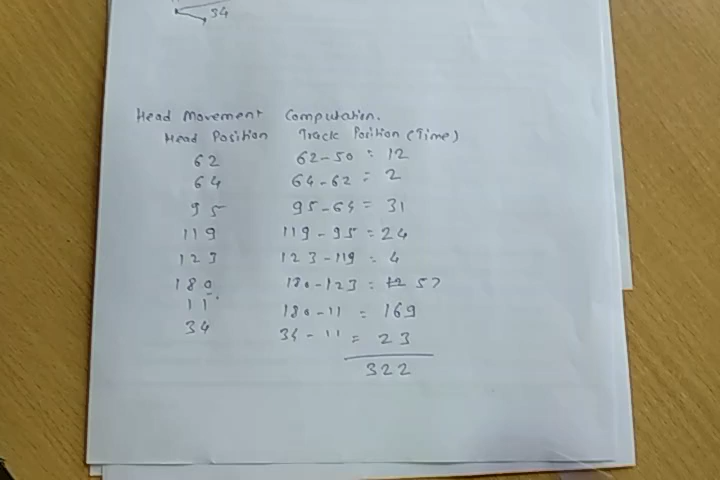 34
Head Movement Computation.
Head Position Track Position (Time)
62 62-50 = 12
64 64-62 = 2
95 95-64 = 31
119 119-95 = 24
123 123-119 = 4
180 180-123 = 57
11 180-11 = 169
34 34-11 = 23
322